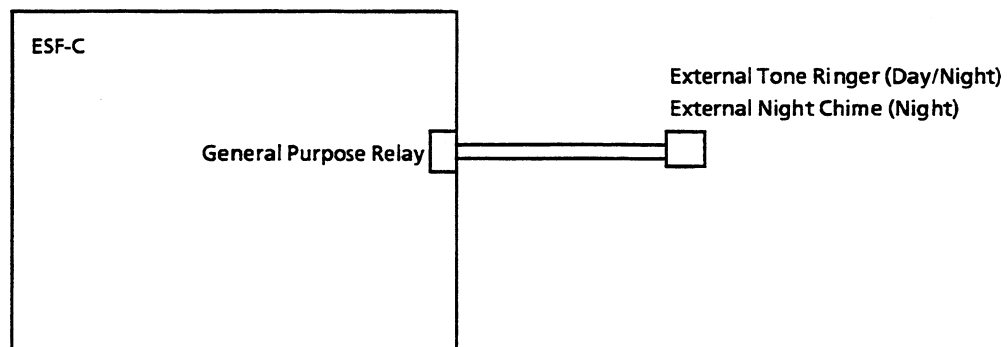 ESF-C
External Tone Ringer (Day/Night)
External Night Chime (Night)
General Purpose Relay